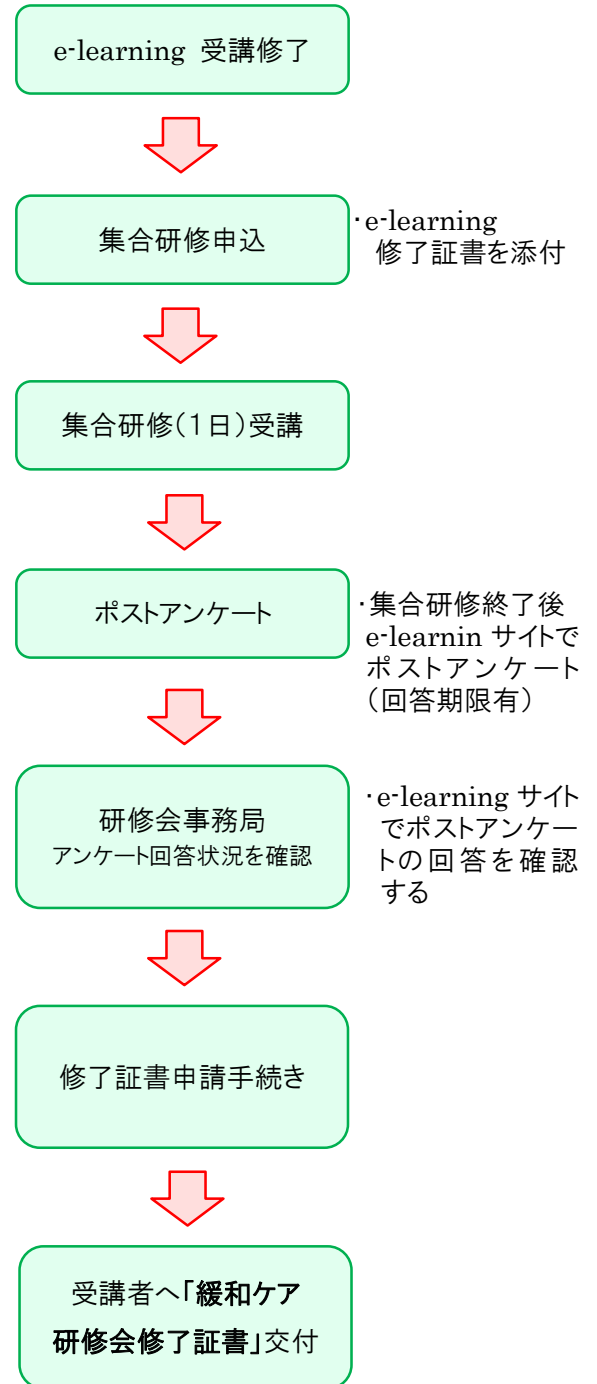 e-learning 受講修了
集合研修申込
・e-learning
修了証書を添付
集合研修（1日）受講
ポストアンケート
・集合研修終了後
e-learnin サイトで
ポストアンケート
（回答期限有）
研修会事務局
アンケート回答状況を確認
・e-learning サイト
でポストアンケー
トの回答を確認
する
修了証書申請手続き
受講者へ「緩和ケア
研修会修了証書」交付